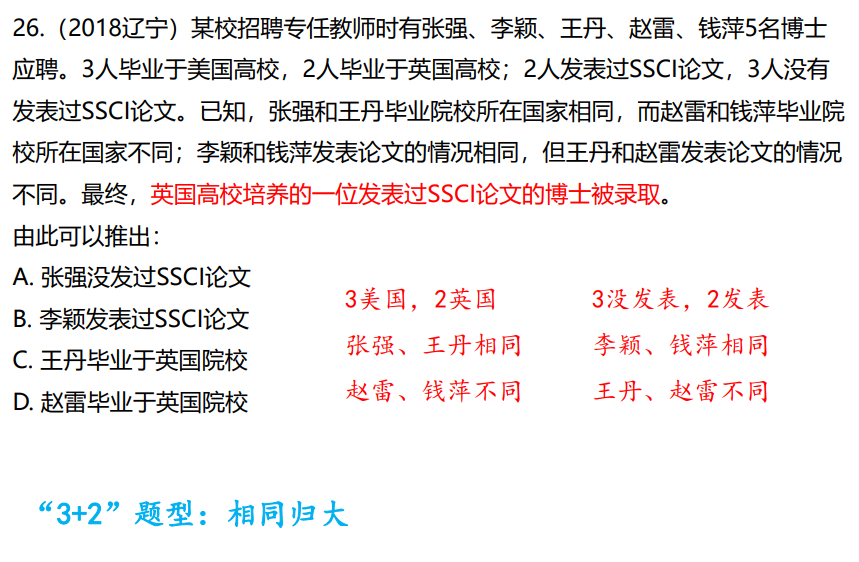 26.（2018辽宁）某校招聘专任教师时有张强、李颖、王丹、赵雷、钱萍5名博士
应聘。3人毕业于美国高校，2人毕业于英国高校；2人发表过SSCI论文，3人没有
发表过SSCI论文。已知，张强和王丹毕业院校所在国家相同，而赵雷和钱萍毕业院
校所在国家不同；李颖和钱萍发表论文的情况相同，但王丹和赵雷发表论文的情况
不同。最终，英国高校培养的一位发表过SSCI论文的博士被录取。
由此可以推出：
A. 张强没发过SSCI论文
B. 李颖发表过SSCI论文
C. 王丹毕业于英国院校
D. 赵雷毕业于英国院校
3美国，2英国
张强、王丹相同
赵雷、钱萍不同
3没发表，2发表
李颖、钱萍相同
王丹、赵雷不同
“3+2”题型：相同归大